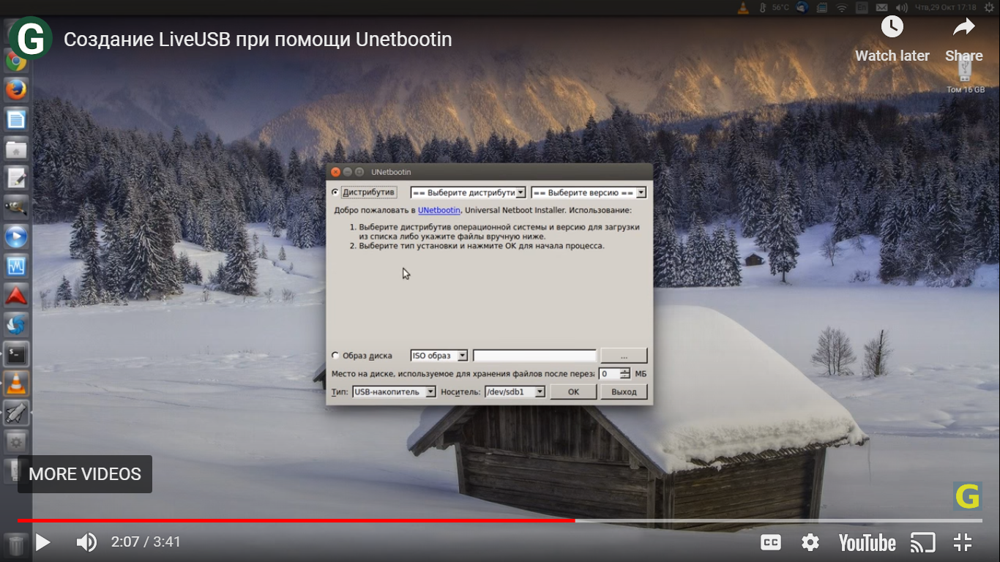 56°C
Чтв,29 Окт 17:18
G
Создание LiveUSB при помощи Unetbootin
Watch later
Share
Том 16 GB
UNetbootin
Дистрибутив
== Выберите дистрибути
== Выберите версию ==
Добро пожаловать в UNetbootin, Universal Netboot Installer. Использование:
1. Выберите дистрибутив операционной системы и версию для загрузки
из списка либо укажите файлы вручную ниже.
2. Выберите тип установки и нажмите OK для начала процесса.
Образ диска
ISO образ
...
Место на диске, используемое для хранения файлов после переза
0
МБ
Тип:
USB-накопитель
Носитель:
/dev/sdb1
OK
Выход
MORE VIDEOS
G
2:07 / 3:41
CC
YouTube